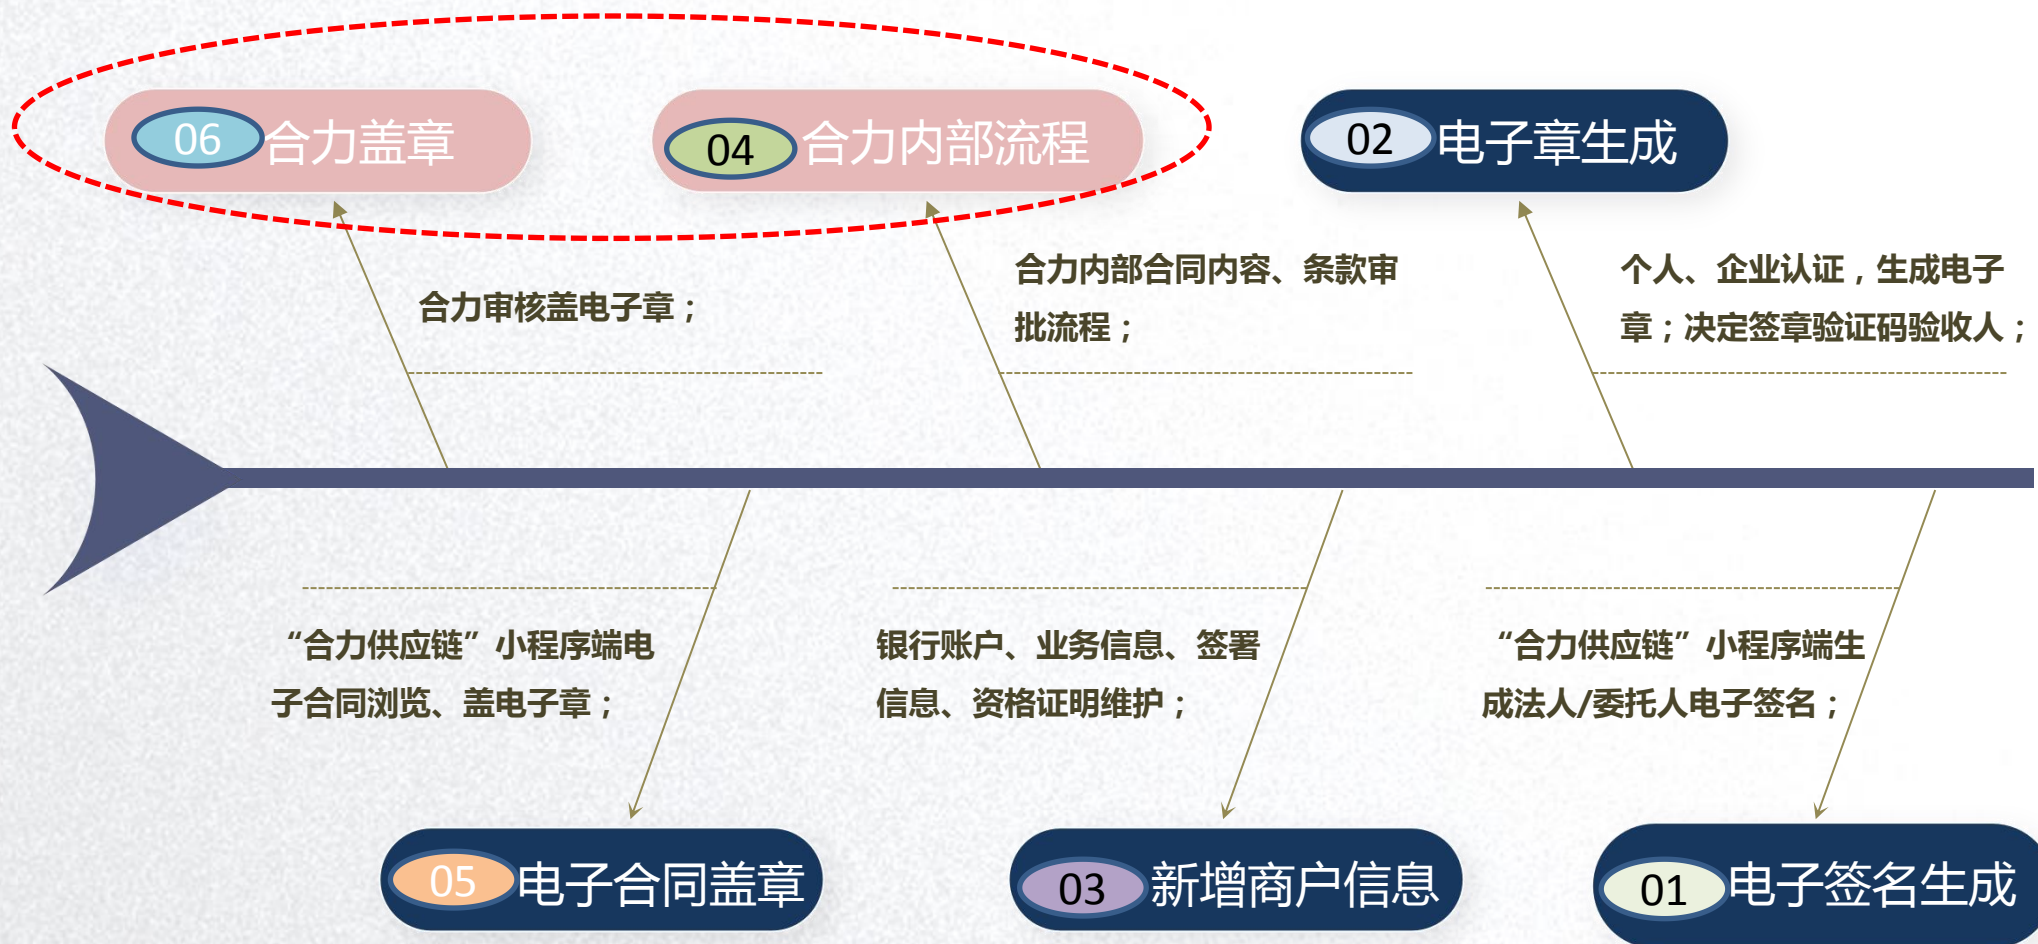 06 合力盖章
04 合力内部流程
02 电子章生成
合力审核盖电子章；
合力内部合同内容、条款审
批流程；
个人、企业认证，生成电子
章；决定签章验证码验收人；
“合力供应链”小程序端电
子合同浏览、盖电子章；
银行账户、业务信息、签署
信息、资格证明维护；
“合力供应链”小程序端生
成法人/委托人电子签名；
05 电子合同盖章
03 新增商户信息
01 电子签名生成